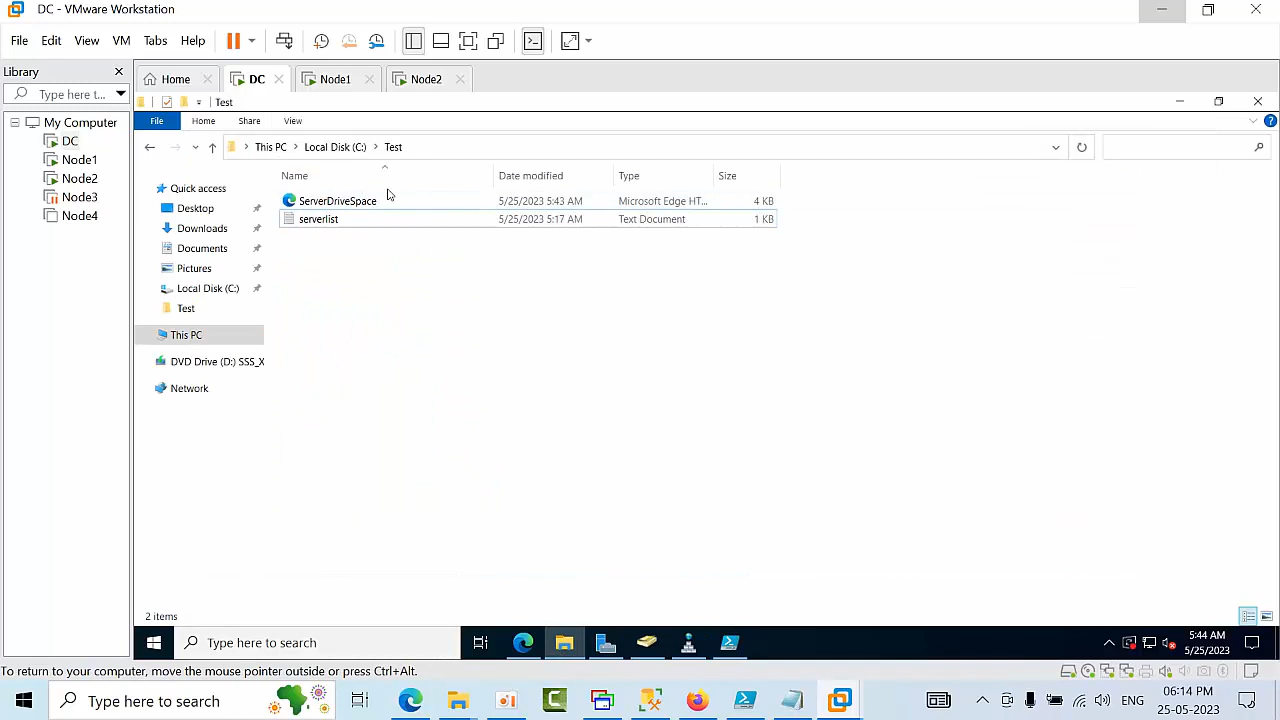 DC - VMware Workstation
File Edit View VM Tabs Help
Library
Type here t...
My Computer
DC
Node1
Node2
Node3
Node4
Home DC Node1 Node2
Test
File Home Share View
This PC Local Disk (C:) Test
Name Date modified Type Size
ServerDriveSpace 5/25/2023 5:43 AM Microsoft Edge HT... 4 KB
serverlist 5/25/2023 5:17 AM Text Document 1 KB
Quick access
Desktop
Downloads
Documents
Pictures
Local Disk (C:)
Test
This PC
DVD Drive (D:) SSS_X
Network
2 items
Type here to search
5:44 AM
5/25/2023
To return to your computer, move the mouse pointer outside or press Ctrl+Alt.
Type here to search
ENG
06:14 PM
25-05-2023